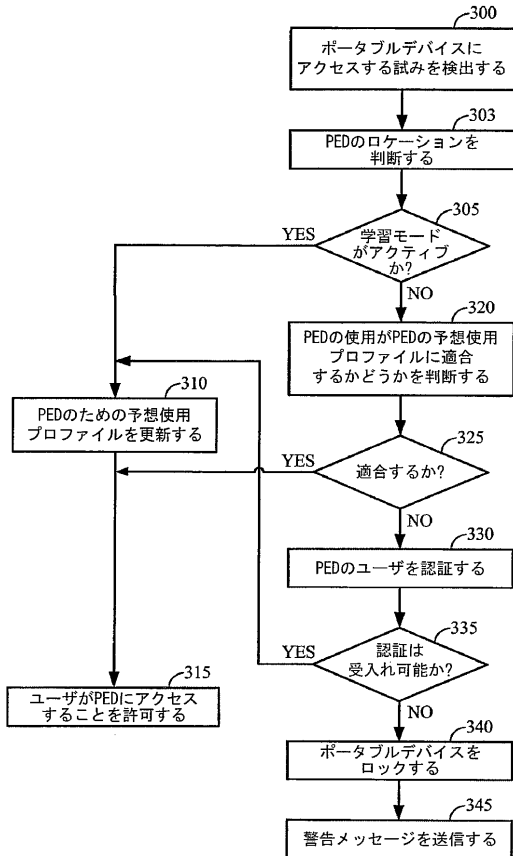 300
ポータブルデバイスに
アクセスする試みを検出する
303
PEDのロケーションを
判断する
305
YES
学習モード
がアクティブ
か?
NO
320
PEDの使用がPEDの予想使用
プロファイルに適合
するかどうかを判断する
310
PEDのための予想使用
プロファイルを更新する
325
YES
適合するか?
NO
330
PEDのユーザを認証する
335
YES
認証は
受入れ可能か?
315
ユーザがPEDにアクセス
することを許可する
NO
340
ポータブルデバイスを
ロックする
345
警告メッセージを送信する